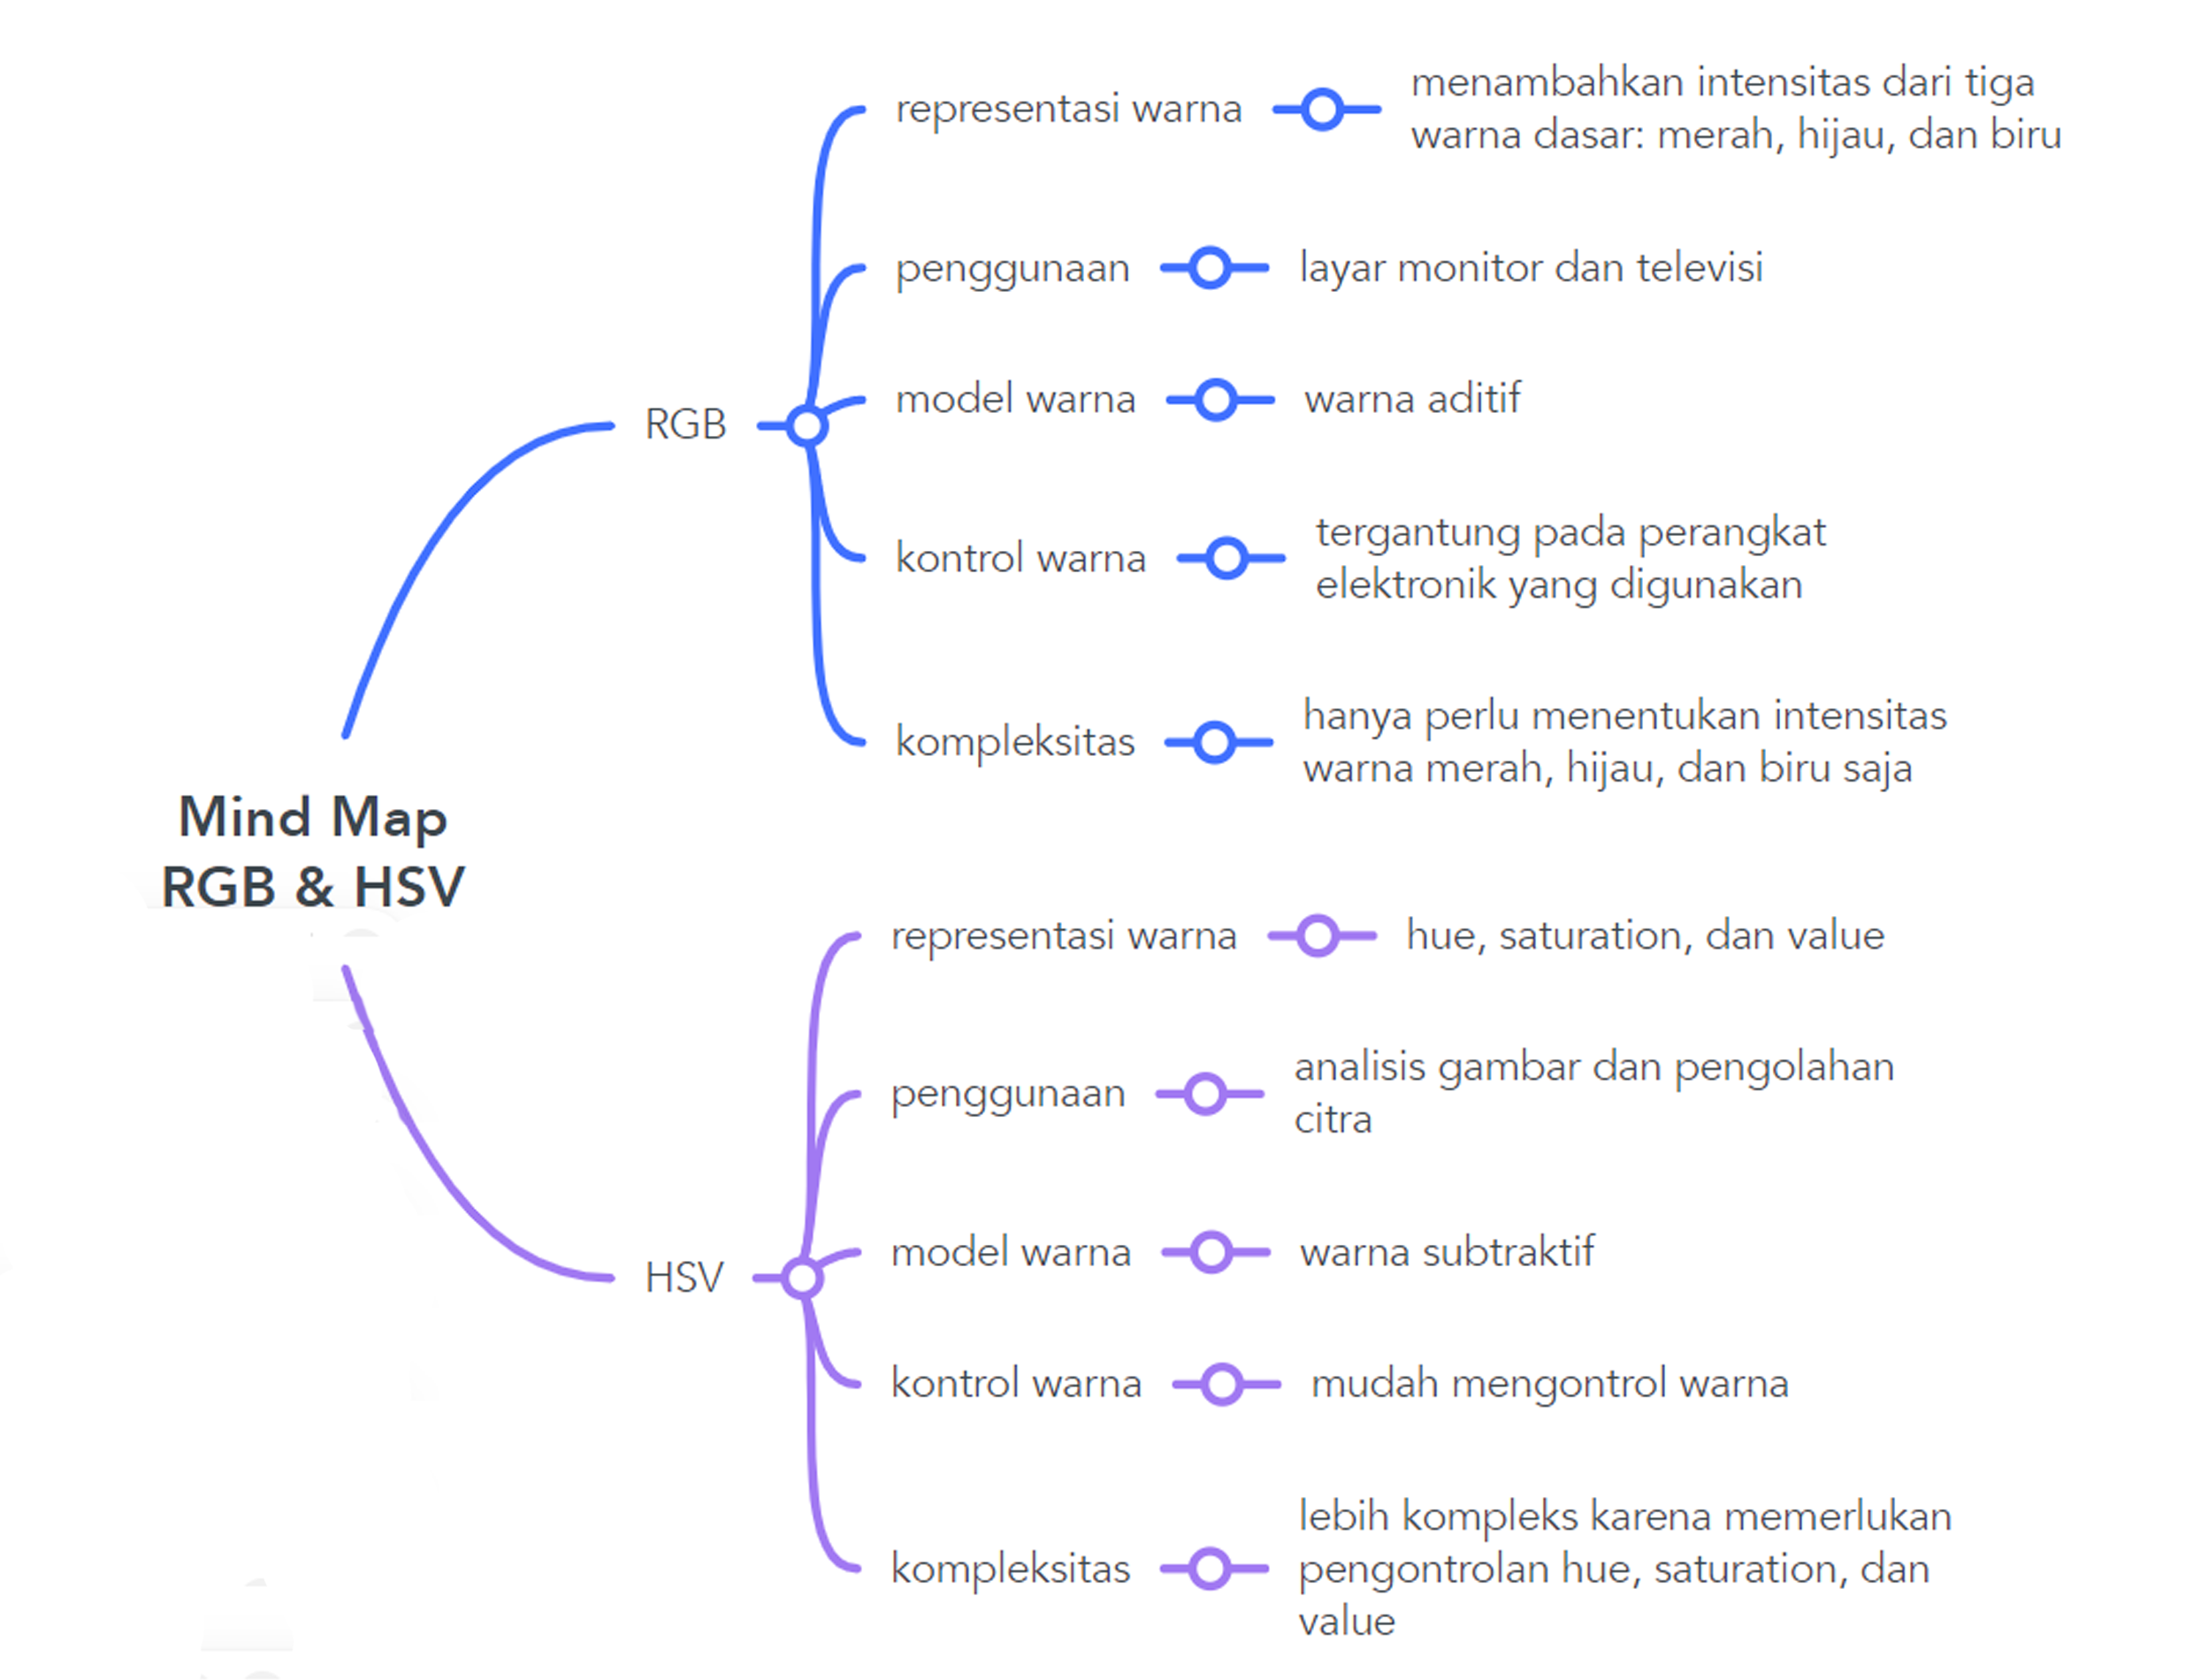 Mind Map
RGB & HSV
RGB
representasi warna
menambahkan intensitas dari tiga
warna dasar: merah, hijau, dan biru
penggunaan
layar monitor dan televisi
model warna
warna aditif
kontrol warna
tergantung pada perangkat
elektronik yang digunakan
kompleksitas
hanya perlu menentukan intensitas
warna merah, hijau, dan biru saja
HSV
representasi warna
hue, saturation, dan value
penggunaan
analisis gambar dan pengolahan
citra
model warna
warna subtraktif
kontrol warna
mudah mengontrol warna
kompleksitas
lebih kompleks karena memerlukan
pengontrolan hue, saturation, dan
value